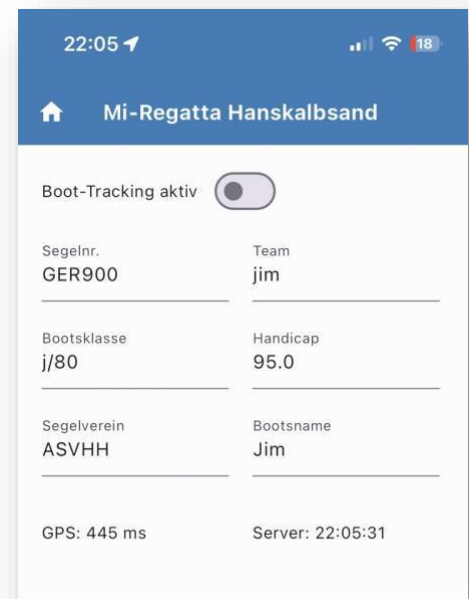 22:05
18
Mi-Regatta Hanskalbsand
Boot-Tracking aktiv
Segelnr. Team
GER900 jim
Bootsklasse Handicap
j/80 95.0
Segelverein Bootsname
ASVHH Jim
GPS: 445 ms Server: 22:05:31